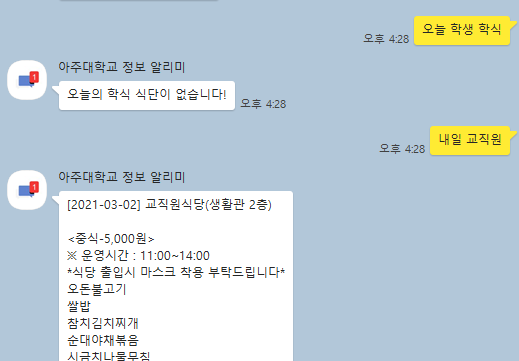 오늘 학생 학식
오후 4:28
아주대학교 정보 알리미
오늘의 학식 식단이 없습니다!
오후 4:28
내일 교직원
오후 4:28
아주대학교 정보 알리미
[2021-03-02] 교직원식당(생활관 2층)
<중식-5,000원>
※ 운영시간 : 11:00~14:00
*식당 출입시 마스크 착용 부탁드립니다*
오돈불고기
쌀밥
참치김치찌개
순대야채볶음
시금치나물무침